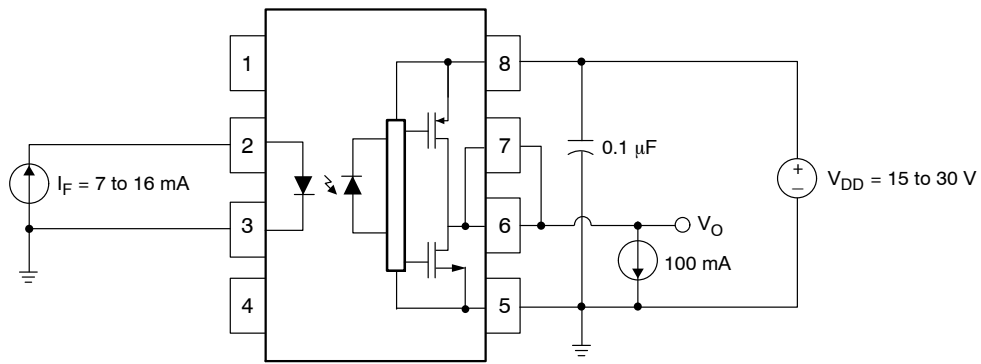 1
2
3
4
8
7
6
5
I_F = 7 to 16 mA
0.1 μF
+
–
V_DD = 15 to 30 V
V_O
100 mA